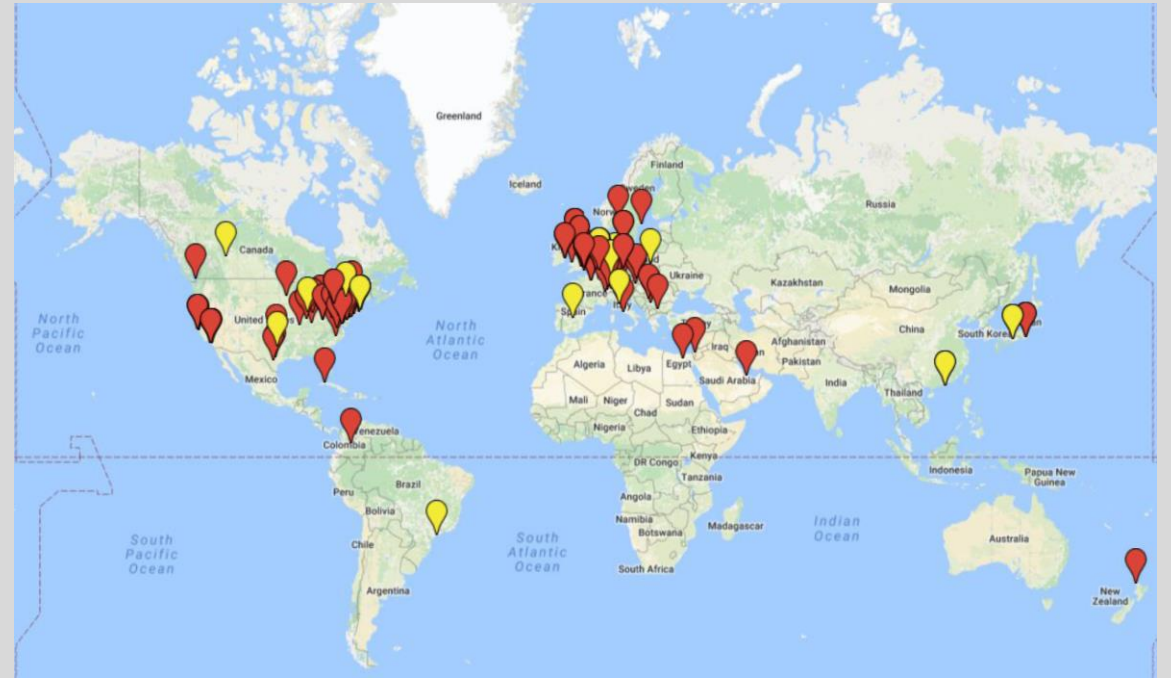 Greenland
Iceland
Finland
Russia
Canada
Ukraine
Kazakhstan
Mongolia
North
Pacific
Ocean
North
Atlantic
Ocean
United
Spain
China
South Korea
Iraq
Afghanistan
Pakistan
Algeria
Libya
Egypt
Saudi Arabia
India
Mexico
Thailand
Mali
Niger
Chad
Sudan
Nigeria
Ethiopia
Venezuela
Colombia
DR Congo
Kenya
Tanzania
Indonesia
Papua New
Guinea
Peru
Brazil
Bolivia
Angola
Namibia
Botswana
Madagascar
Indian
Ocean
Australia
South
Pacific
Ocean
South
Atlantic
Ocean
Chile
South Africa
Argentina
New
Zealand